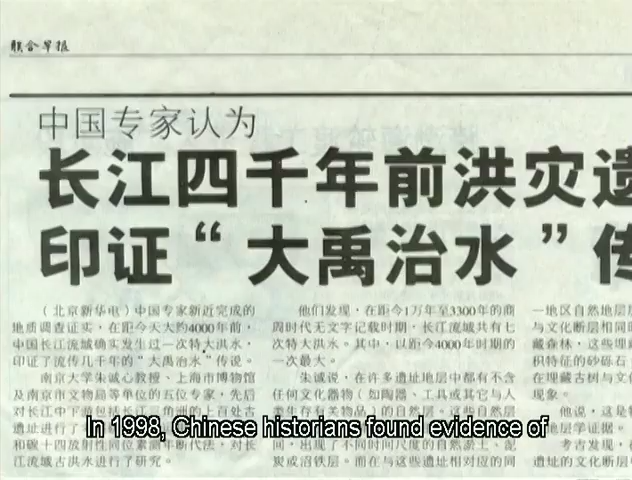 联合早报
中国专家认为
长江四千年前洪灾遗
印证“大禹治水”传
（北京新华电）中国专家新近完成的
地质调查证实，在距今天大约4000年前，
中国长江流域确实发生过一次特大洪水，
印证了流传几千年的“大禹治水”传说。
南京大学朱诚心教授、上海市博物馆
及南京市文物局等单位的五位专家，先后
对长江中下游包括长江三角洲的上百处古
遗址进行了
和碳十四放射性同位素测年断代法，对长
江流域古洪水进行了研究。
他们发现，在距今1万年至3300年的商
周时代无文字记载时期，长江流域共有七
次特大洪水。其中，以距今4000年时期的
一次最大。
朱诚说，在许多遗址地层中都有不含
任何文化器物（如陶器、工具或其它与人
类生存有关物品）的自然层。这些自然层
间，出现了不同时间尺度的自然淤土、泥
炭或沼铁层。而在与这些遗址相对应的同
一地区自然地层层
与文化断层相同时
藏森林，这些埋藏
积特征的砂砾石
在埋藏古树与文化
现象。
他说，这是
地层学证据。
考古发现，
遗址的文化断层
In 1998, Chinese historians found evidence of